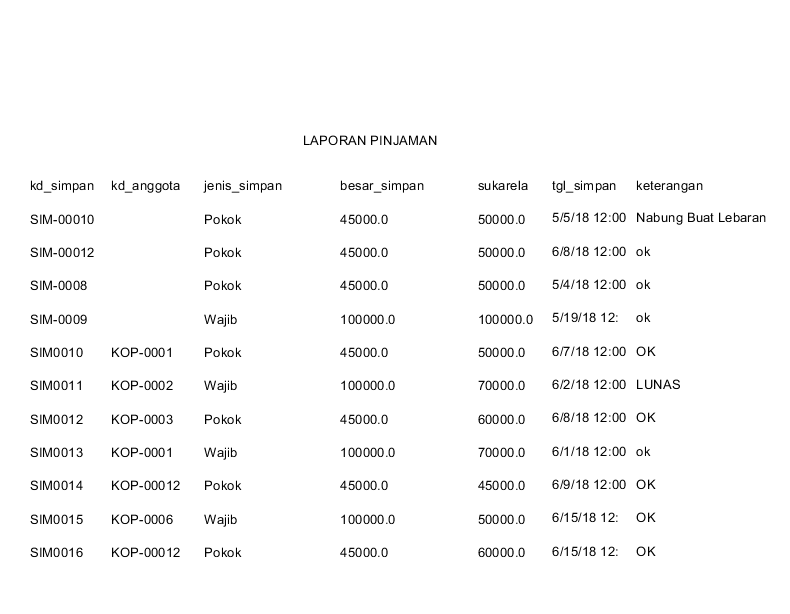 LAPORAN PINJAMAN
kd_simpan kd_anggota jenis_simpan besar_simpan sukarela tgl_simpan keterangan
SIM-00010 Pokok 45000.0 50000.0 5/5/18 12:00 Nabung Buat Lebaran
SIM-00012 Pokok 45000.0 50000.0 6/8/18 12:00 ok
SIM-0008 Pokok 45000.0 50000.0 5/4/18 12:00 ok
SIM-0009 Wajib 100000.0 100000.0 5/19/18 12: ok
SIM0010 KOP-0001 Pokok 45000.0 50000.0 6/7/18 12:00 OK
SIM0011 KOP-0002 Wajib 100000.0 70000.0 6/2/18 12:00 LUNAS
SIM0012 KOP-0003 Pokok 45000.0 60000.0 6/8/18 12:00 OK
SIM0013 KOP-0001 Wajib 100000.0 70000.0 6/1/18 12:00 ok
SIM0014 KOP-00012 Pokok 45000.0 45000.0 6/9/18 12:00 OK
SIM0015 KOP-0006 Wajib 100000.0 50000.0 6/15/18 12: OK
SIM0016 KOP-00012 Pokok 45000.0 60000.0 6/15/18 12: OK